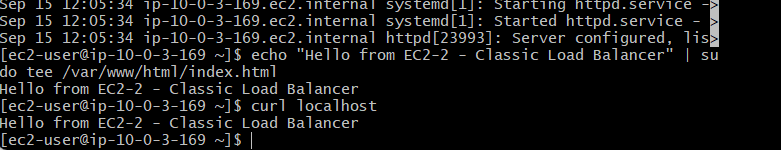 Sep 15 12:05:34 ip-10-0-3-169.ec2.internal systemd[1]: Starting httpd.service ->
Sep 15 12:05:34 ip-10-0-3-169.ec2.internal systemd[1]: Started httpd.service - >
Sep 15 12:05:34 ip-10-0-3-169.ec2.internal httpd[23993]: Server configured, lis>
[ec2-user@ip-10-0-3-169 ~]$ echo "Hello from EC2-2 - Classic Load Balancer" | su
do tee /var/www/html/index.html
Hello from EC2-2 - Classic Load Balancer
[ec2-user@ip-10-0-3-169 ~]$ curl localhost
Hello from EC2-2 - Classic Load Balancer
[ec2-user@ip-10-0-3-169 ~]$